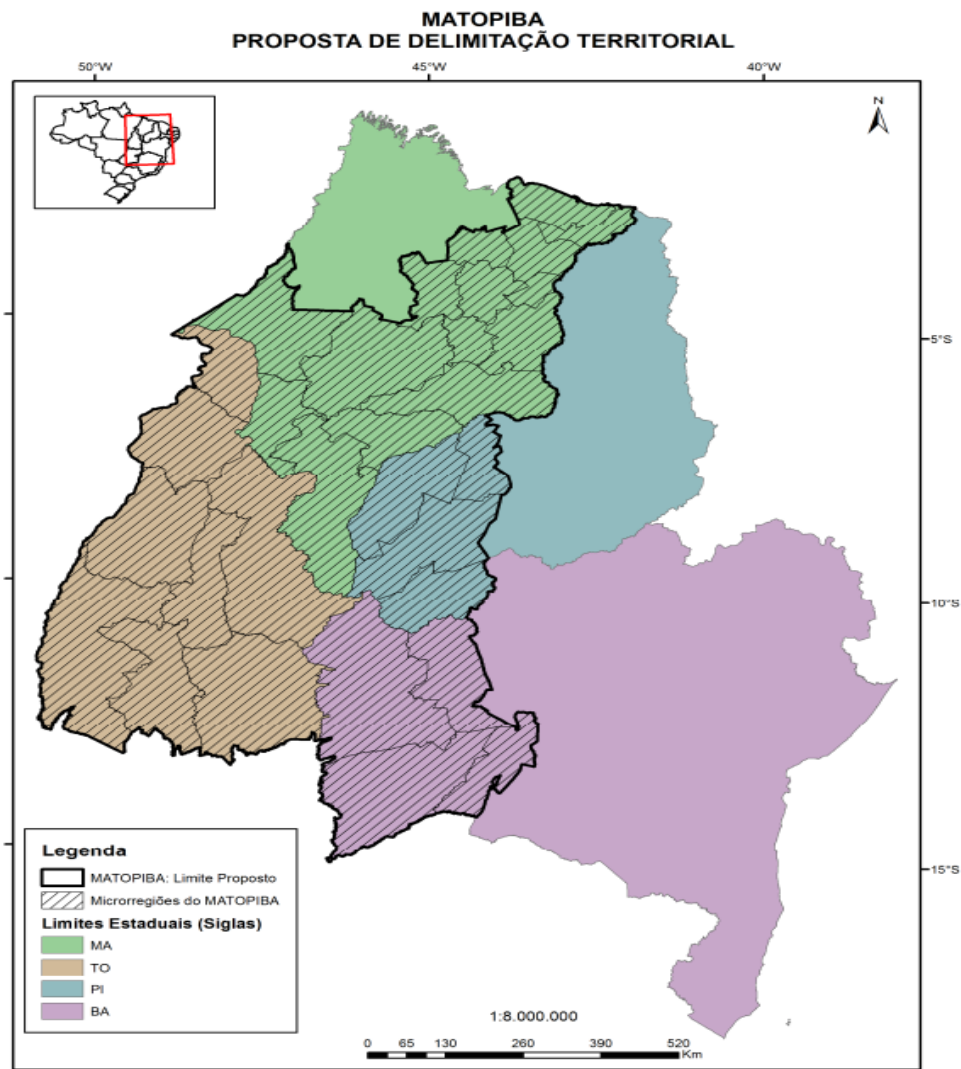 MATOPIBA
PROPOSTA DE DELIMITAÇÃO TERRITORIAL
50°W 45°W 40°W
N
5°S
10°S
15°S
Legenda
MATOPIBA: Limite Proposto
Microrregiões do MATOPIBA
Limites Estaduais (Siglas)
MA
TO
PI
BA
1:8.000.000
0 65 130 260 390 520
Km